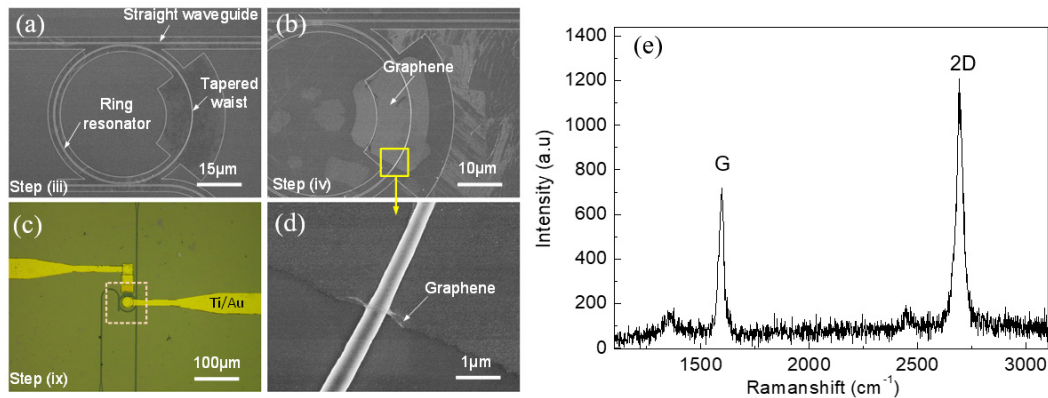 (a)
Straight waveguide
Ring
resonator
Tapered
waist
15μm
Step (iii)
(b)
Graphene
10μm
Step (iv)
(c)
Ti/Au
100μm
Step (ix)
(d)
Graphene
1μm
(e)
1400
1200
1000
800
600
400
200
0
Intensity (a.u)
G
2D
1500
2000
2500
3000
Ramanshift (cm⁻¹)